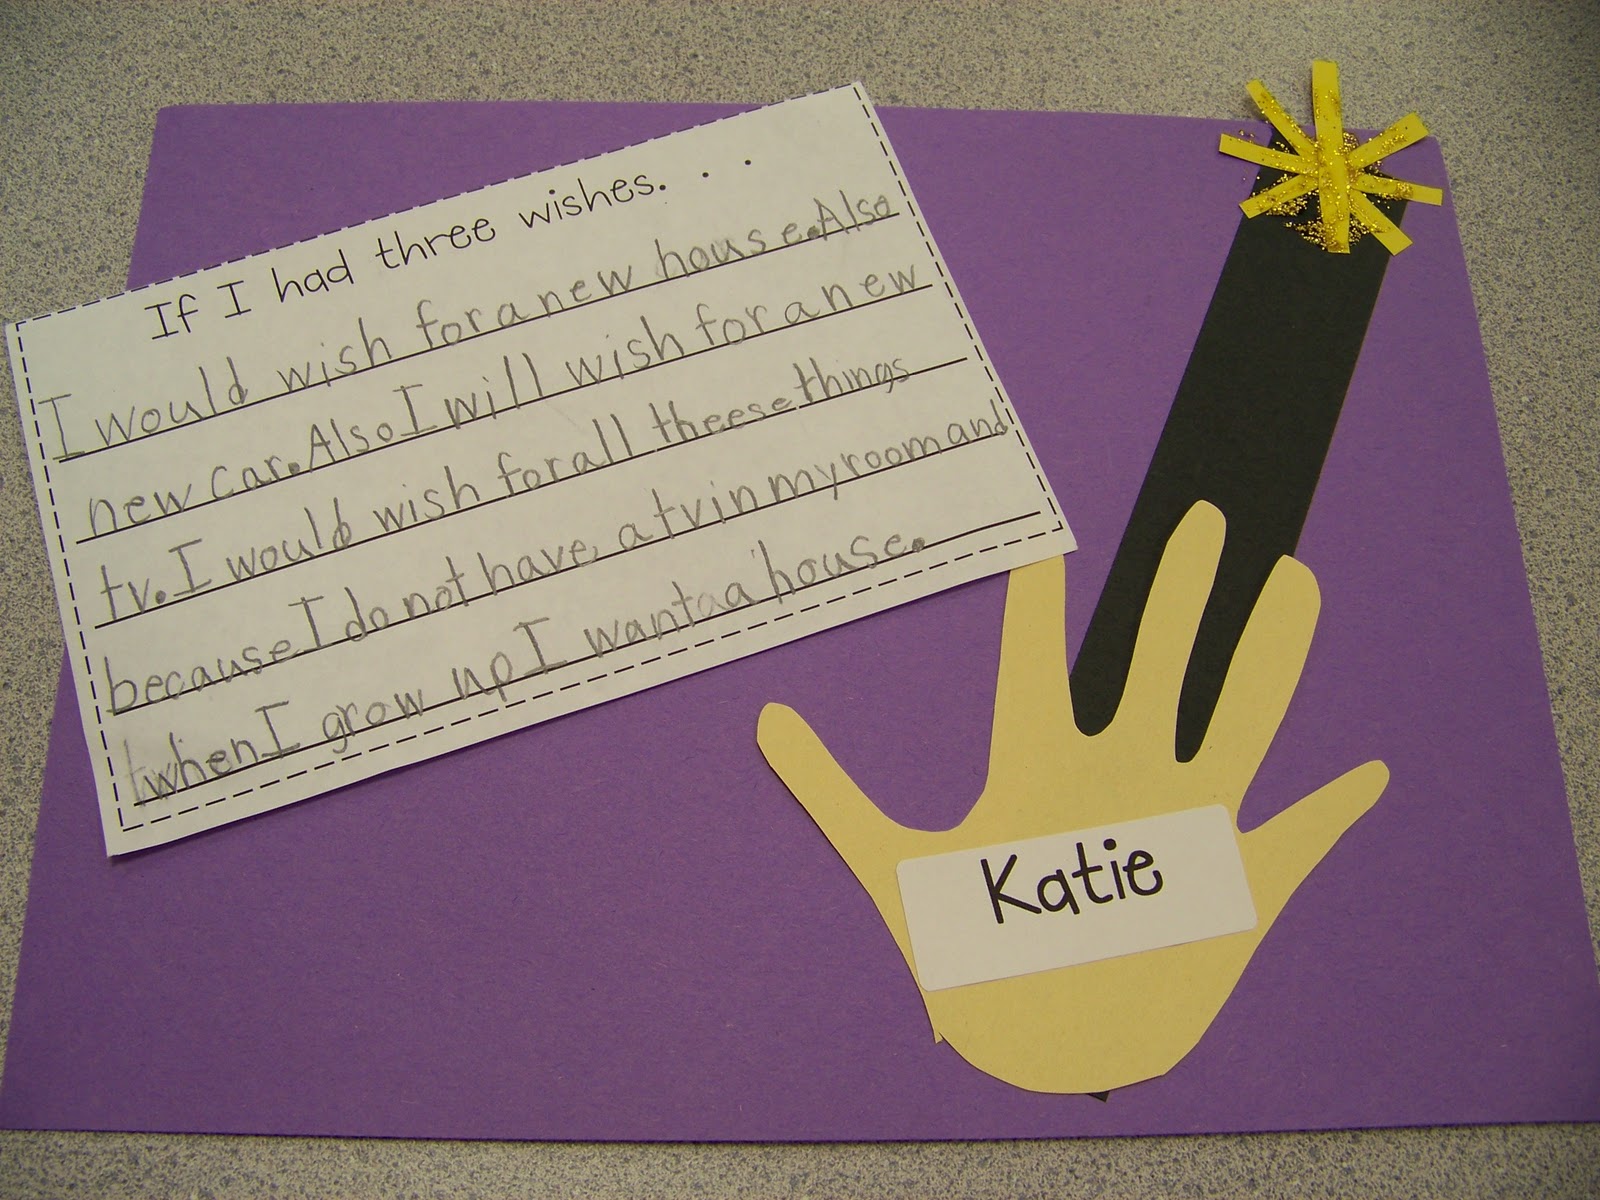 If I had three wishes. . .
I would wish for a new house. Also
new car. Also I will wish for a new
tv. I would wish for all theese things
because I do not have a tv in my room and
when I grow up I want a house.
Katie